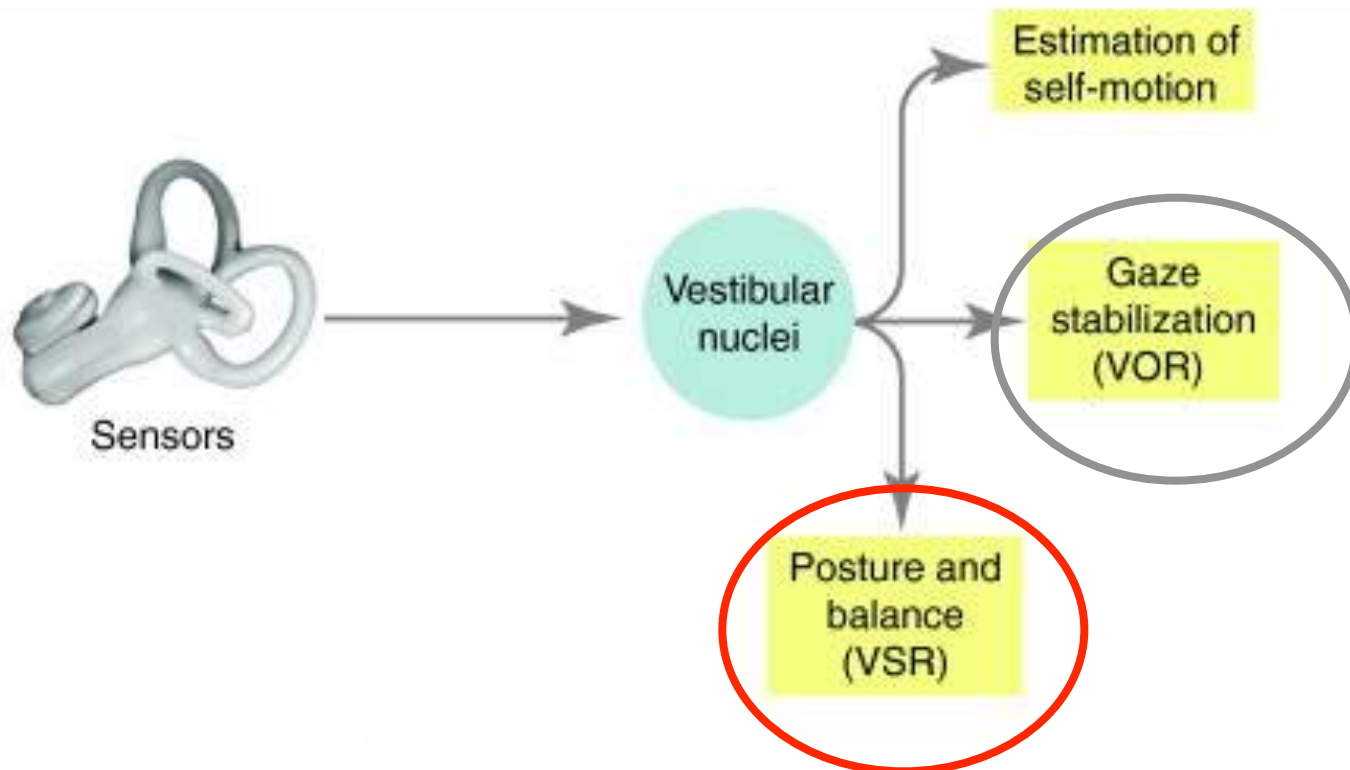 Estimation of
self-motion
Gaze
stabilization
(VOR)
Vestibular
nuclei
Sensors
Posture and
balance
(VSR)